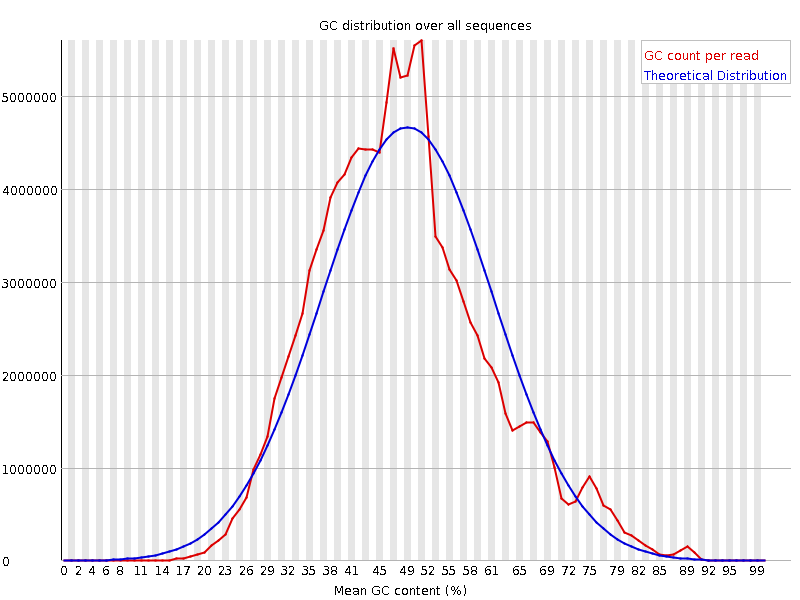 GC distribution over all sequences
GC count per read
Theoretical Distribution
5000000
4000000
3000000
2000000
1000000
0
0 2 4 6 8 11 14 17 20 23 26 29 32 35 38 41 45 49 52 55 58 61 65 69 72 75 79 82 85 89 92 95 99
Mean GC content (%)